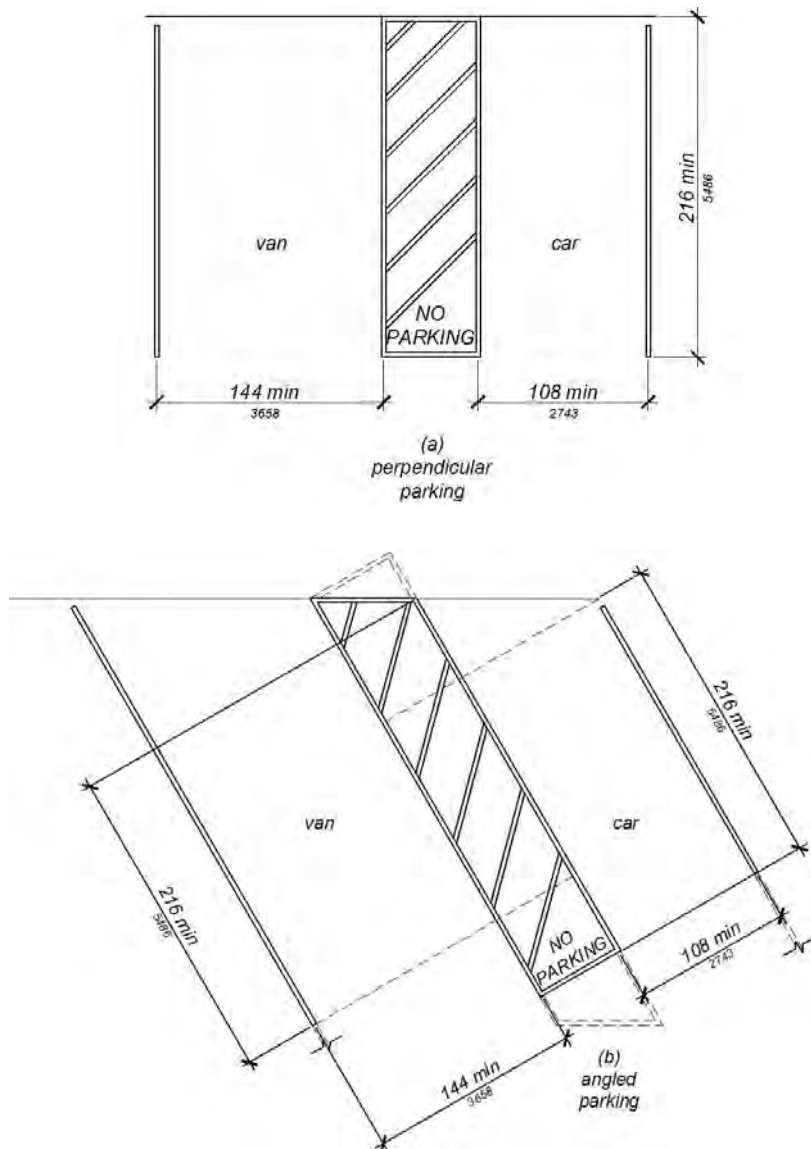 216 min
5486
van
car
NO
PARKING
144 min
3658
108 min
2743
(a)
perpendicular
parking
216 min
5486
van
car
216 min
5486
NO
PARKING
108 min
2743
144 min
3658
(b)
angled
parking